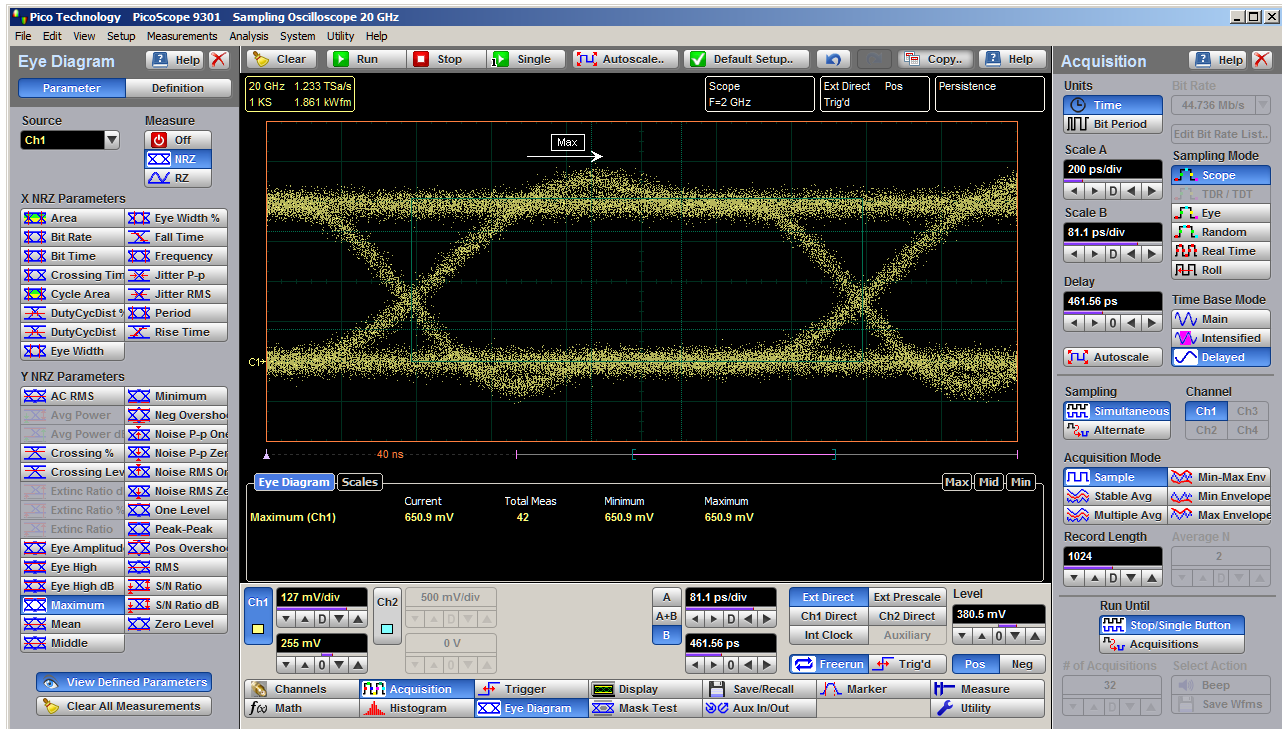 Pico Technology PicoScope 9301 Sampling Oscilloscope 20 GHz
File Edit View Setup Measurements Analysis System Utility Help
Eye Diagram Help
Parameter Definition
Source
Ch1
Measure
Off
NRZ
RZ
X NRZ Parameters
Area Eye Width %
Bit Rate Fall Time
Bit Time Frequency
Crossing Tim Jitter P-p
Cycle Area Jitter RMS
DutyCycDist % Period
DutyCycDist Rise Time
Eye Width
Y NRZ Parameters
AC RMS Minimum
Avg Power Neg Oversho
Avg Power dB Noise P-p One
Crossing % Noise P-p Zer
Crossing Lev Noise RMS On
Extinc Ratio d Noise RMS Ze
Extinc Ratio % One Level
Extinc Ratio Peak-Peak
Eye Amplitud Pos Oversho
Eye High RMS
Eye High dB S/N Ratio
Maximum S/N Ratio dB
Mean Zero Level
Middle
View Defined Parameters
Clear All Measurements
Clear Run Stop Single Autoscale.. Default Setup.. Copy.. Help
20 GHz 1.233 TSa/s
1 KS 1.861 kWfm
Scope
F=2 GHz
Ext Direct Pos
Trig'd
Persistence
Max
C1
40 ns
Eye Diagram Scales Max Mid Min
Current Total Meas Minimum Maximum
Maximum (Ch1) 650.9 mV 42 650.9 mV 650.9 mV
Ch1
127 mV/div
D
255 mV
0
Ch2
500 mV/div
D
0 V
0
A
A+B
B
81.1 ps/div
D
461.56 ps
0
Ext Direct Ext Prescale
Ch1 Direct Ch2 Direct
Int Clock Auxiliary
Freerun Trig'd
Level
380.5 mV
0
Pos Neg
Channels Acquisition Trigger Display Save/Recall Marker Measure
f(x) Math Histogram Eye Diagram Mask Test Aux In/Out Utility
Acquisition Help
Units
Time
Bit Period
Bit Rate
44.736 Mb/s
Edit Bit Rate List..
Scale A
200 ps/div
D
Scale B
81.1 ps/div
D
Delay
461.56 ps
0
Autoscale
Sampling Mode
Scope
TDR / TDT
Eye
Random
Real Time
Roll
Time Base Mode
Main
Intensified
Delayed
Sampling
Simultaneous
Alternate
Channel
Ch1 Ch3
Ch2 Ch4
Acquisition Mode
Sample Min-Max Env
Stable Avg Min Envelope
Multiple Avg Max Envelope
Record Length
1024
D
Average N
2
D
Run Until
Stop/Single Button
Acquisitions
# of Acquisitions
32
D
Select Action
Beep
Save Wfms